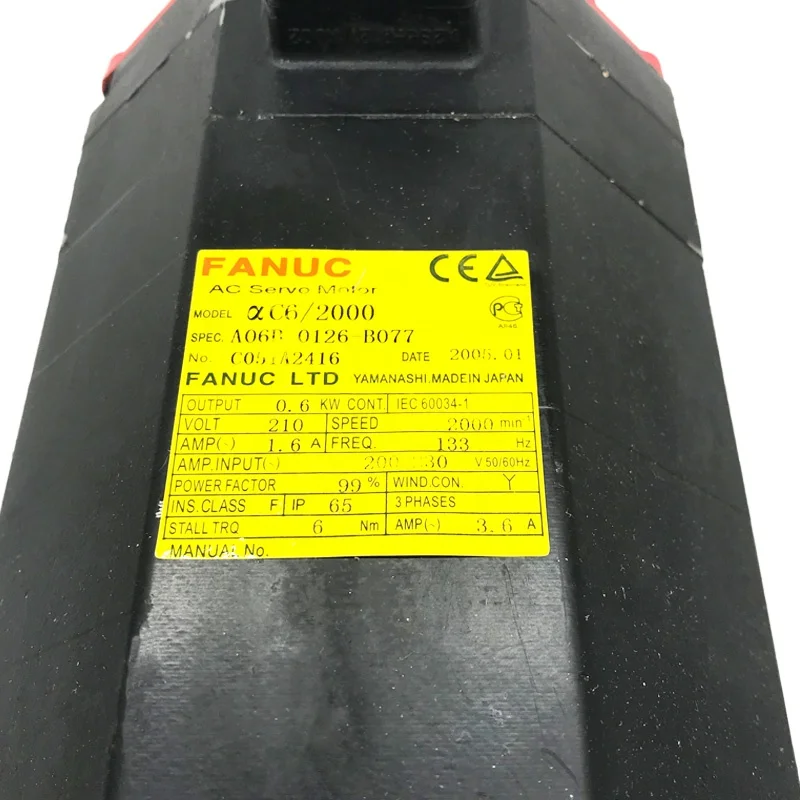 FANUC
AC Servo Motor
MODEL αC6/2000
SPEC. A06B-0126-B077
No. C051A2416 DATE 2005.01
FANUC LTD YAMANASHI.MADE IN JAPAN
OUTPUT 0.6 KW CONT. IEC 60034-1
VOLT 210 SPEED 2000 min⁻¹
AMP(~) 1.6 A FREQ. 133 Hz
AMP.INPUT(~) 200-230 V 50/60Hz
POWER FACTOR 99 % WIND.CON. Y
INS.CLASS F IP 65 3 PHASES
STALL TRQ 6 Nm AMP(~) 3.6 A
MANUAL No.